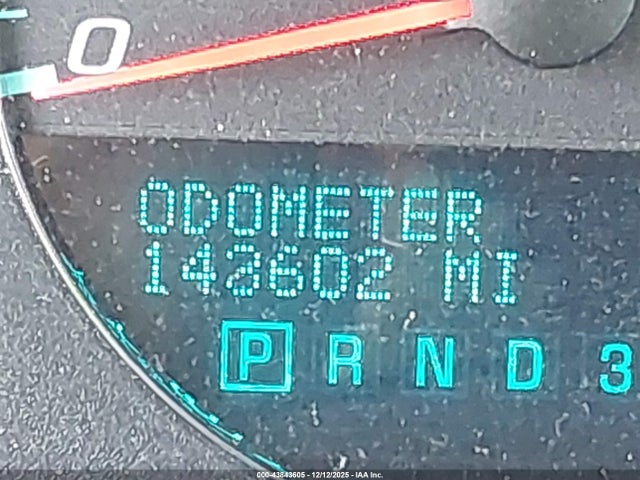 0
ODOMETER
142602 MI
P R N D 3
000-43843605 - 12/12/2025 - IAA Inc.